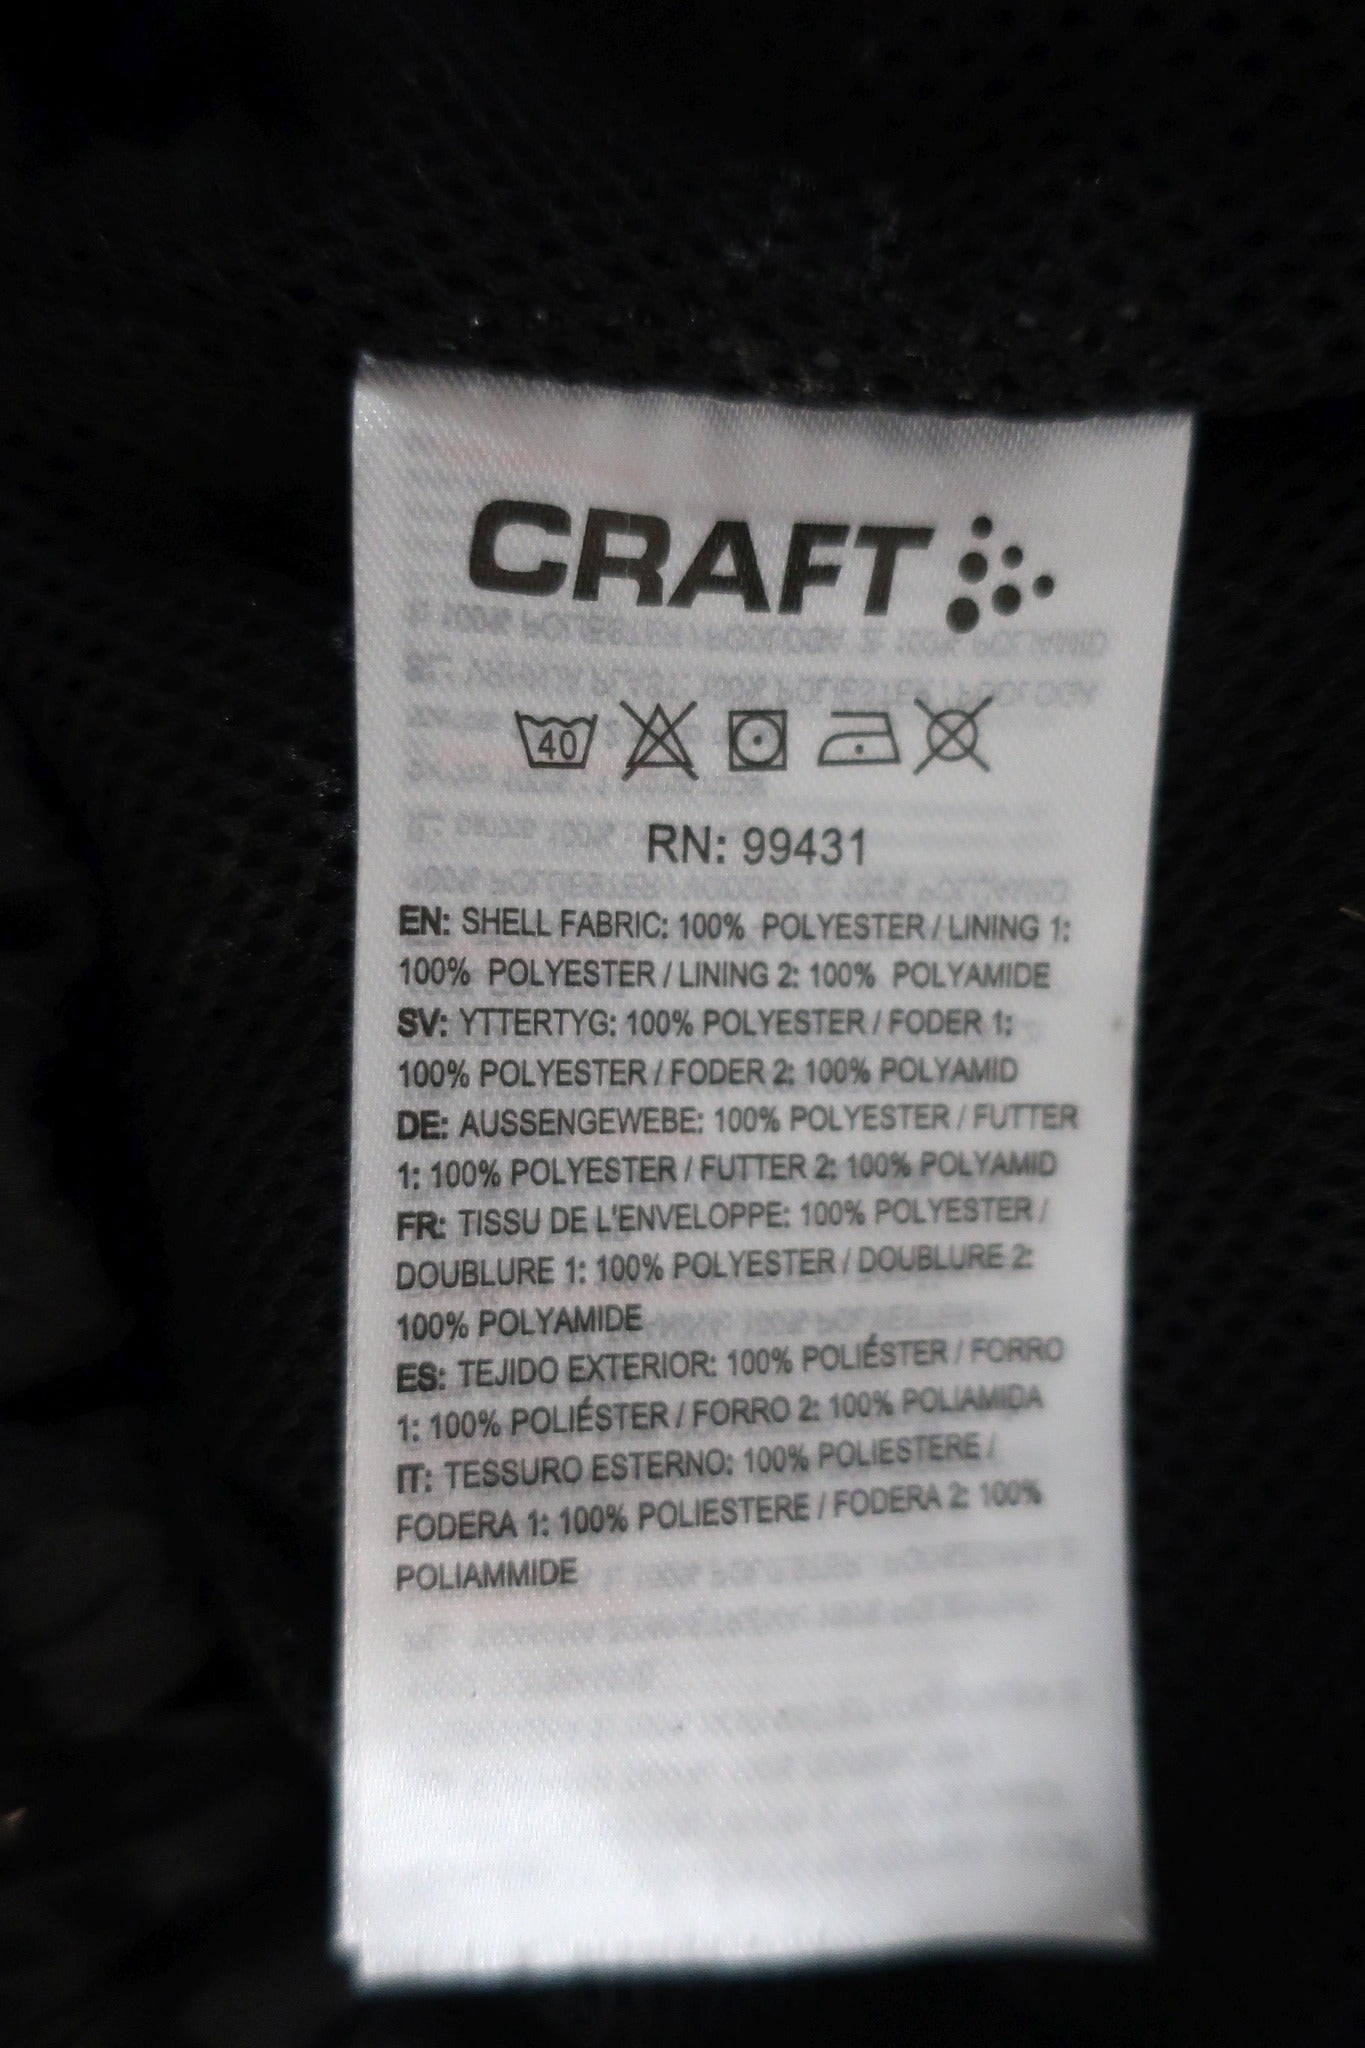 CRAFT
40
RN: 99431
EN: SHELL FABRIC: 100% POLYESTER / LINING 1:
100% POLYESTER / LINING 2: 100% POLYAMIDE
SV: YTTERTYG: 100% POLYESTER / FODER 1:
100% POLYESTER / FODER 2: 100% POLYAMID
DE: AUSSENGEWEBE: 100% POLYESTER / FUTTER
1: 100% POLYESTER / FUTTER 2: 100% POLYAMID
FR: TISSU DE L'ENVELOPPE: 100% POLYESTER /
DOUBLURE 1: 100% POLYESTER / DOUBLURE 2:
100% POLYAMIDE
ES: TEJIDO EXTERIOR: 100% POLIÉSTER / FORRO
1: 100% POLIÉSTER / FORRO 2: 100% POLIAMIDA
IT: TESSURO ESTERNO: 100% POLIESTERE /
FODERA 1: 100% POLIESTERE / FODERA 2: 100%
POLIAMMIDE